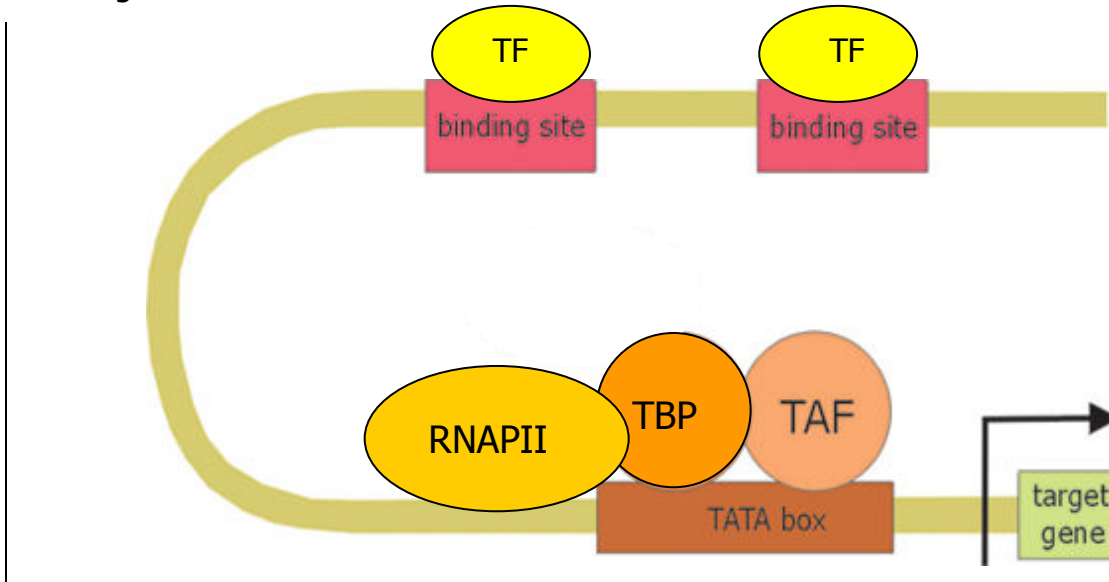 TF
TF
binding site
binding site
RNAPII
TBP
TAF
TATA box
target
gene